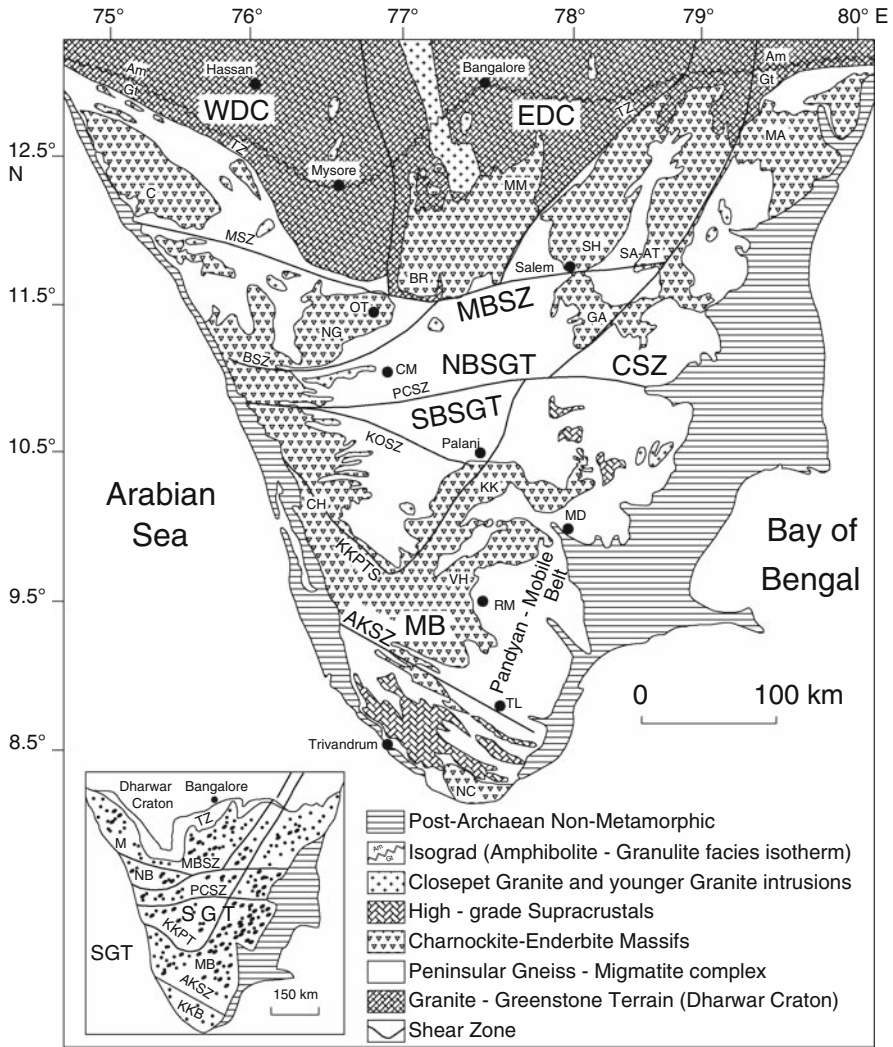 75° 76° 77° 78° 79° 80° E
12.5°
N
11.5°
10.5°
9.5°
8.5°
Am
Gt
Hassan
Bangalore
Am
Gt
WDC
EDC
TZ
TZ
MA
Mysore
MM
C
MSZ
SH
SA-AT
Salem
BR
MBSZ
OT
NG
GA
BSZ
CM
NBSGT
CSZ
PCSZ
SBSGT
KOSZ
Palani
KK
Arabian
Sea
CH
MD
Bay of
Bengal
KKPTS
VH
Pandyan - Mobile
Belt
RM
MB
AKSZ
0 100 km
TL
Trivandrum
NC
Dharwar
Craton
Bangalore
TZ
M
MBSZ
NB
PCSZ
SGT
KKPT
SGT
MB
AKSZ
150 km
KKB
Post-Archaean Non-Metamorphic
Am
Gt
Isograd (Amphibolite - Granulite facies isotherm)
Closepet Granite and younger Granite intrusions
High - grade Supracrustals
Charnockite-Enderbite Massifs
Peninsular Gneiss - Migmatite complex
Granite - Greenstone Terrain (Dharwar Craton)
Shear Zone